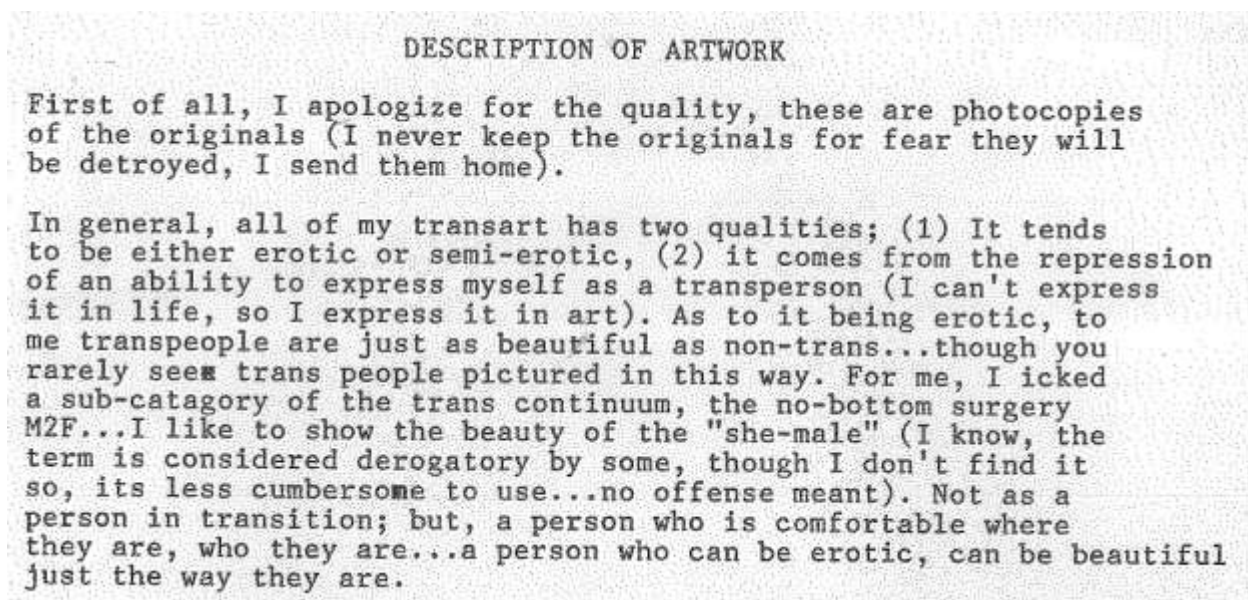 DESCRIPTION OF ARTWORK
First of all, I apologize for the quality, these are photocopies
of the originals (I never keep the originals for fear they will
be detroyed, I send them home).
In general, all of my transart has two qualities; (1) It tends
to be either erotic or semi-erotic, (2) it comes from the repression
of an ability to express myself as a transperson (I can't express
it in life, so I express it in art). As to it being erotic, to
me transpeople are just as beautiful as non-trans...though you
rarely see trans people pictured in this way. For me, I icked
a sub-catagory of the trans continuum, the no-bottom surgery
M2F...I like to show the beauty of the "she-male" (I know, the
term is considered derogatory by some, though I don't find it
so, its less cumbersome to use...no offense meant). Not as a
person in transition; but, a person who is comfortable where
they are, who they are...a person who can be erotic, can be beautiful
just the way they are.